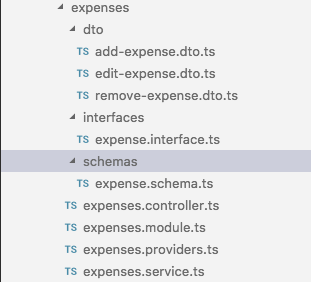 expenses
dto
TS add-expense.dto.ts
TS edit-expense.dto.ts
TS remove-expense.dto.ts
interfaces
TS expense.interface.ts
schemas
TS expense.schema.ts
TS expenses.controller.ts
TS expenses.module.ts
TS expenses.providers.ts
TS expenses.service.ts